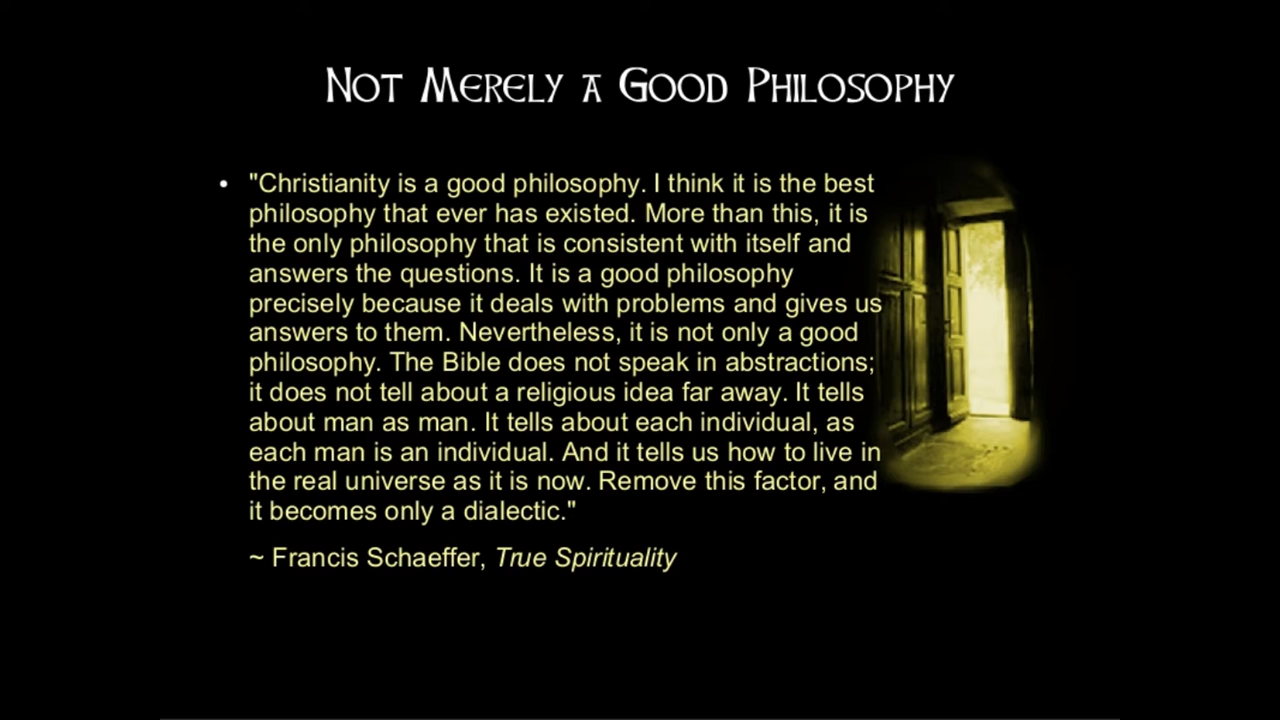 Not Merely a Good Philosophy
• "Christianity is a good philosophy. I think it is the best
philosophy that ever has existed. More than this, it is
the only philosophy that is consistent with itself and
answers the questions. It is a good philosophy
precisely because it deals with problems and gives us
answers to them. Nevertheless, it is not only a good
philosophy. The Bible does not speak in abstractions;
it does not tell about a religious idea far away. It tells
about man as man. It tells about each individual, as
each man is an individual. And it tells us how to live in
the real universe as it is now. Remove this factor, and
it becomes only a dialectic."
~ Francis Schaeffer, True Spirituality